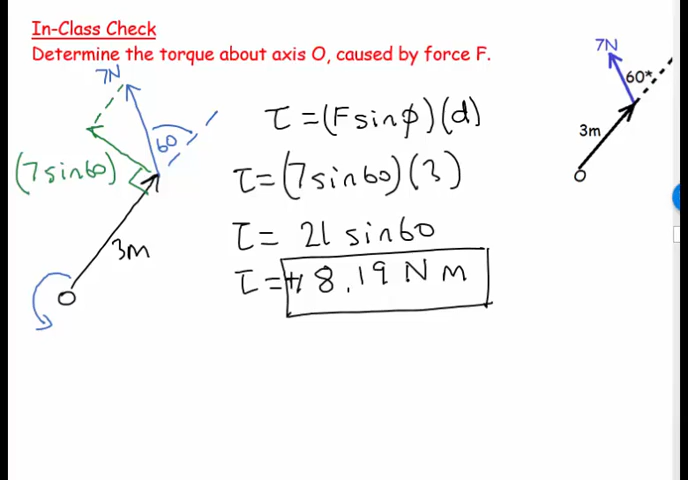 In-Class Check
Determine the torque about axis O, caused by force F.
7N
60
(7sin60)
3m
O
τ=(Fsinϕ)(d)
τ=(7sin60)(3)
τ= 21 sin60
τ=+18.19 N m
7N
60°
3m
O